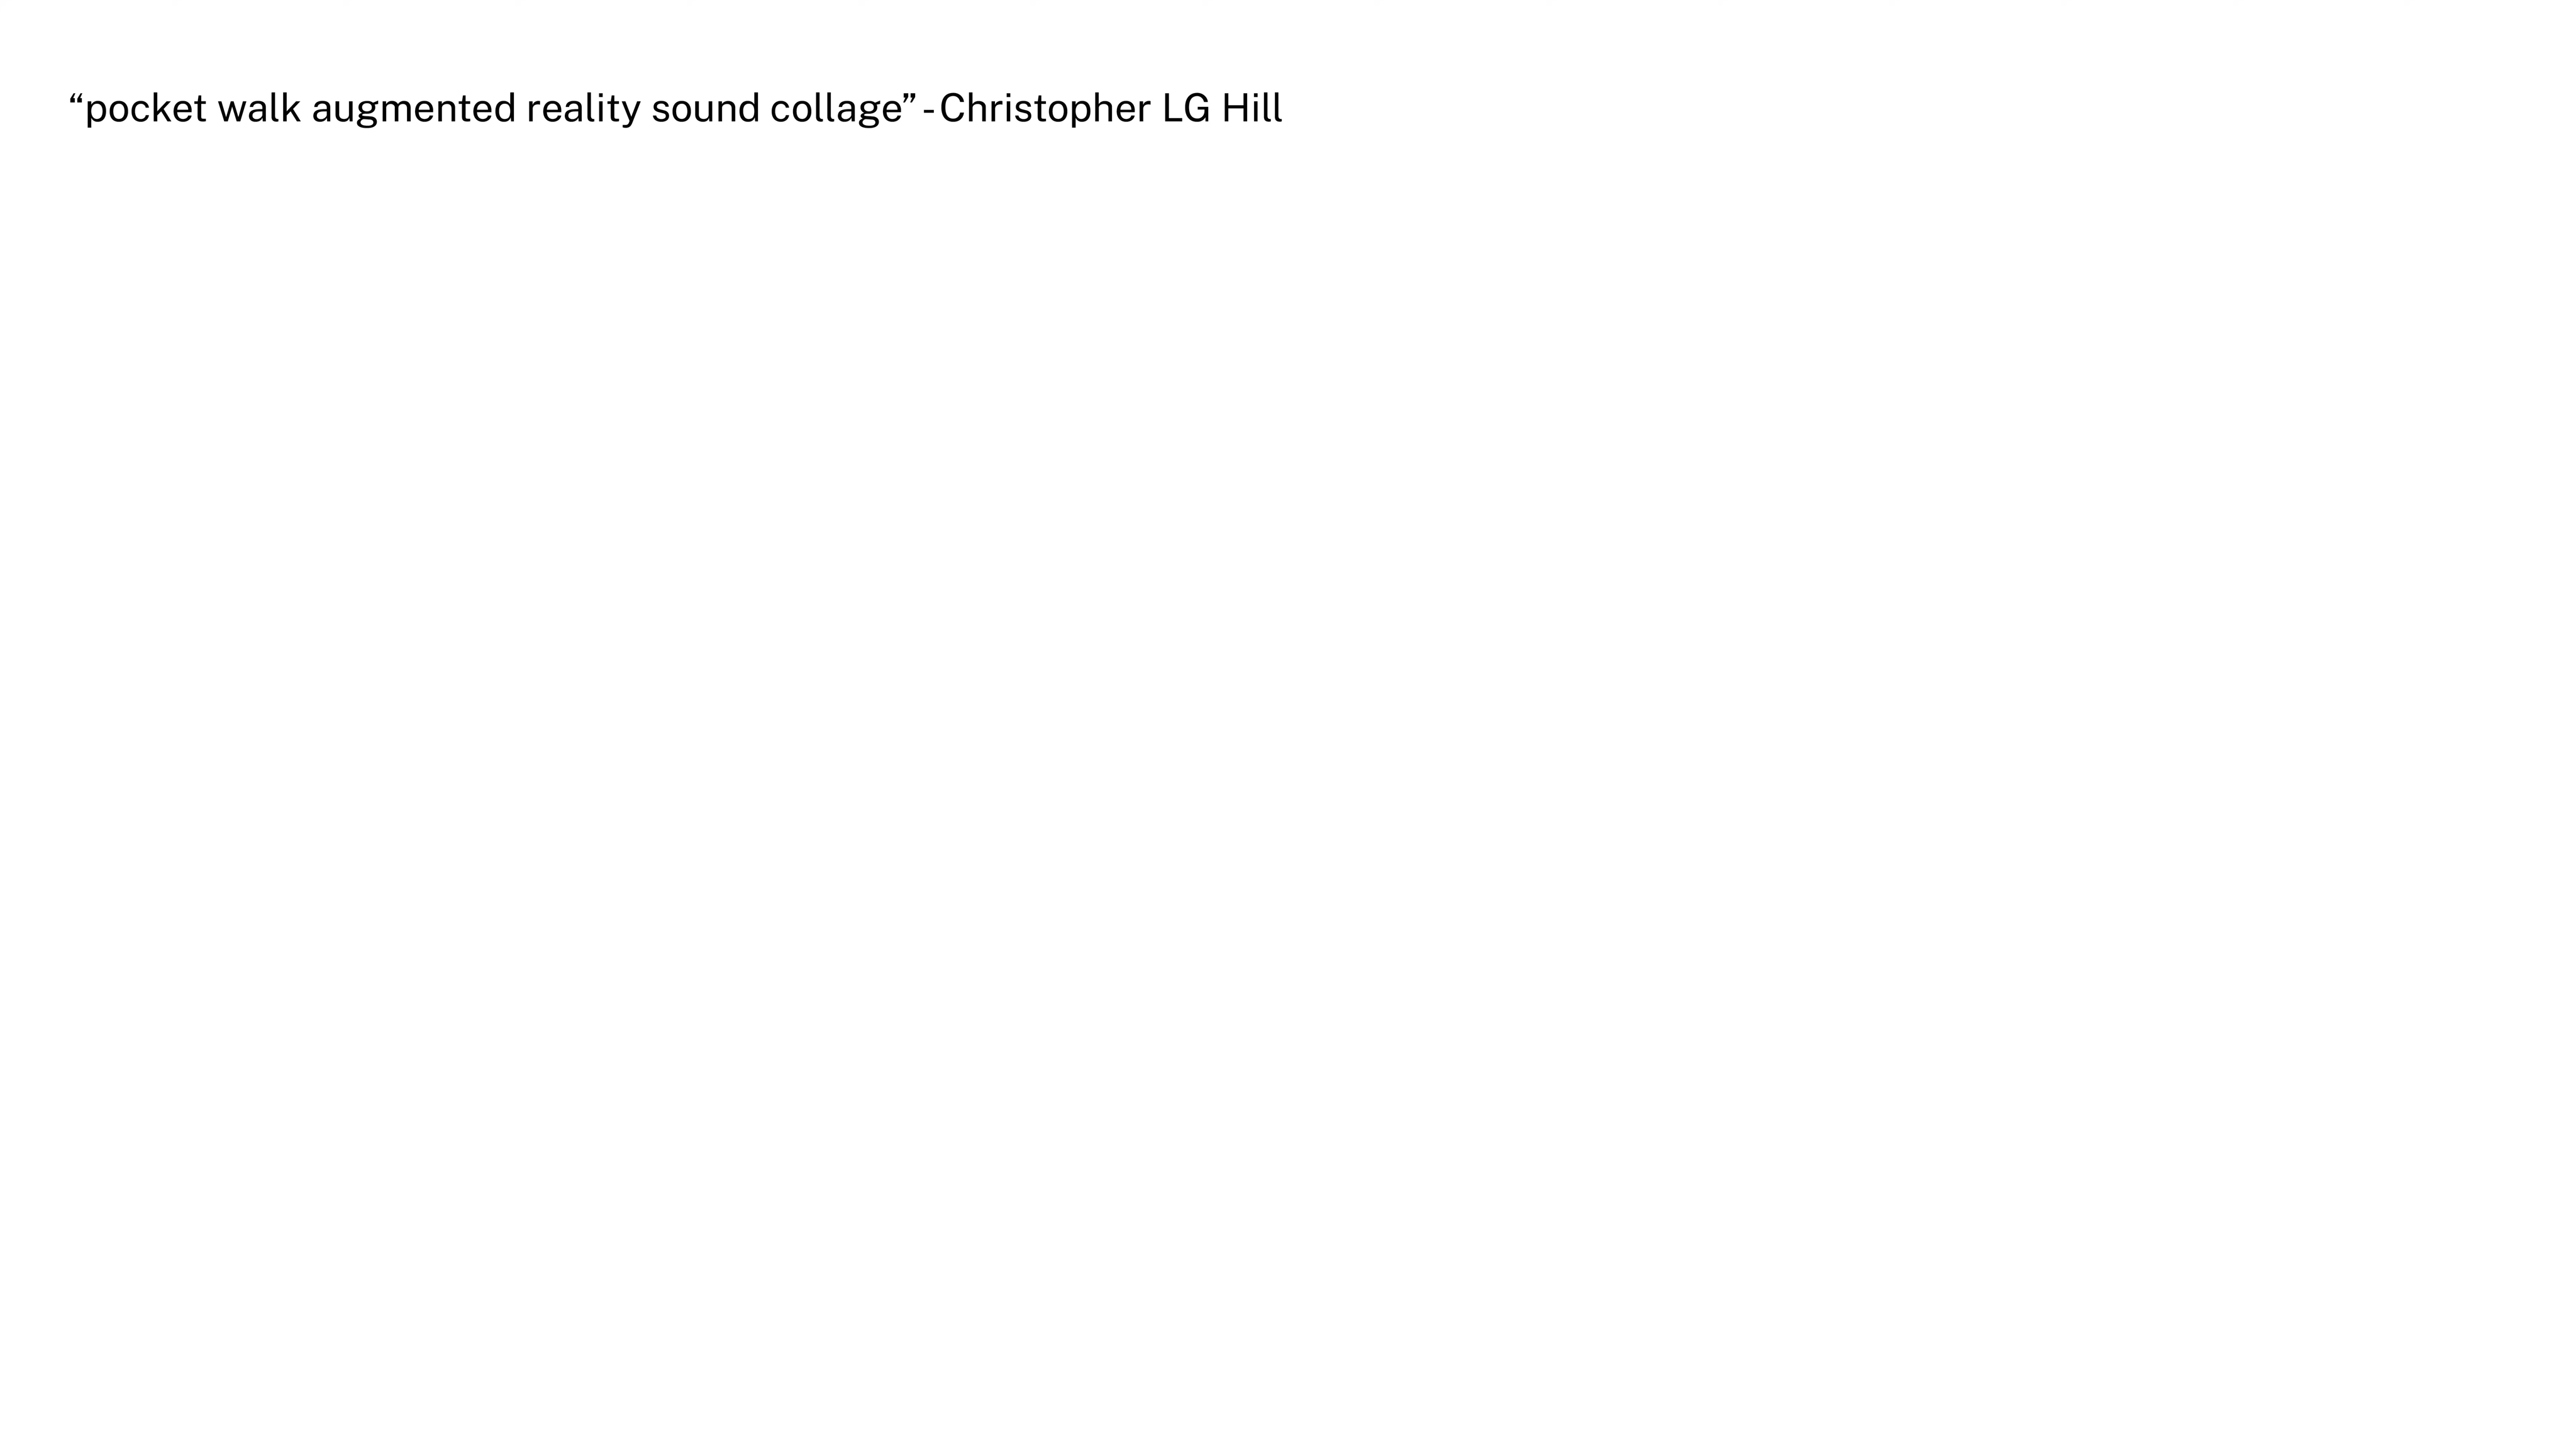 “pocket walk augmented reality sound collage” - Christopher LG Hill